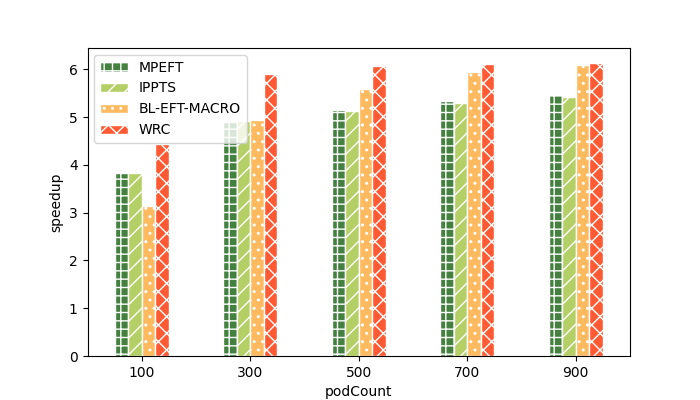 MPEFT
IPPTS
BL-EFT-MACRO
WRC
speedup
6
5
4
3
2
1
0
100 300 500 700 900
podCount